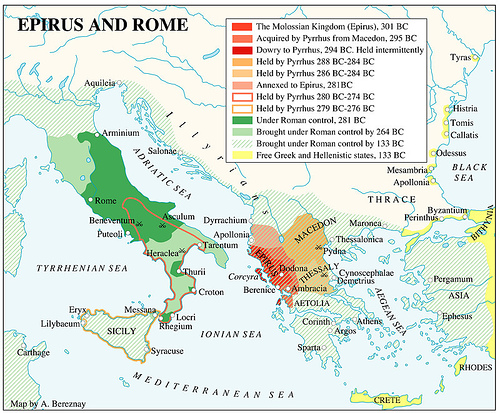 EPIRUS AND ROME
The Molossian Kingdom (Epirus), 301 BC
Acquired by Pyrrhus from Macedon, 295 BC
Dowry to Pyrrhus, 294 BC. Held intermittently
Held by Pyrrhus 288 BC-284 BC
Held by Pyrrhus 286 BC-284 BC
Annexed to Epirus, 281BC
Held by Pyrrhus 280 BC-274 BC
Held by Pyrrhus 279 BC-276 BC
Under Roman control, 281 BC
Brought under Roman control by 264 BC
Brought under Roman control by 133 BC
Free Greek and Hellenistic states, 133 BC
Tyras
Aquileia
Histria
Tomis
Callatis
Illyrians
Arminium
Salonae
Odessus
ADRIATIC SEA
Mesambria
BLACK
SEA
Apollonia
THRACE
Rome
Byzantium
Perinthus
BITHYNIA
Asculum
Beneventum
Dyrrachium
MACEDON
Maronea
Puteoli
Apollonia
Thessalonica
Tarentum
Heraclea
Pydna
EPIRUS
TYRRHENIAN SEA
Thurii
Corcyra
Dodona
THESSALY
Cynoscephalae
Demetrius
Pergamum
Croton
Berenice
Ambracia
AEGEAN SEA
ASIA
Eryx
Messana
Locri
AETOLIA
Lilybaeum
SICILY
Rhegium
IONIAN SEA
Corinth
Athens
Ephesus
Argos
Carthage
Syracuse
Sparta
RHODES
MEDITERRANEAN SEA
CRETE
Map by A. Bereznay